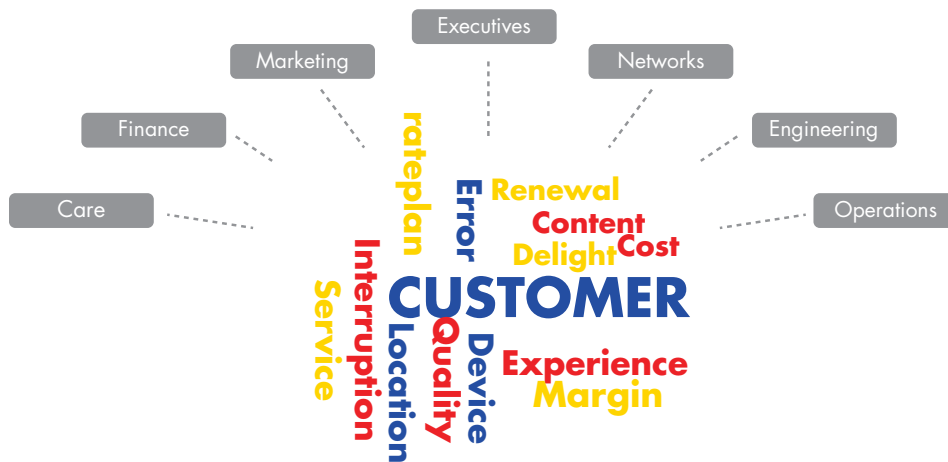 Executives
Marketing
Networks
Finance
Engineering
Care
Operations
rateplan
Error
Renewal
Content
Cost
Delight
Interruption
Service
CUSTOMER
Location
Quality
Device
Experience
Margin